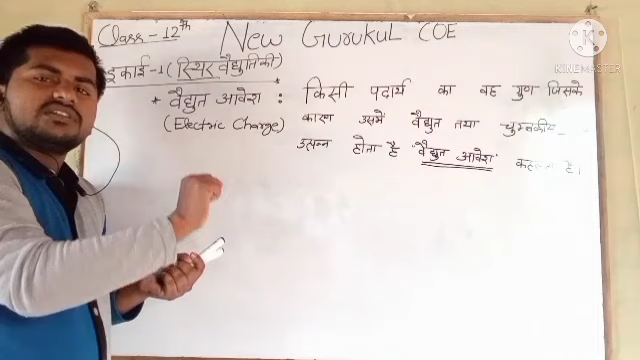 Class - 12th New Gurukul COE
इकाई-1 (स्थिर वैद्युतिकी)
* वैद्युत आवेश : किसी पदार्थ का वह गुण जिसके
(Electric Charge) कारण उसमें वैद्युत तथा चुम्बकीय
उत्पन्न होता है "वैद्युत आवेश" कहलाता है।
KINEMASTER